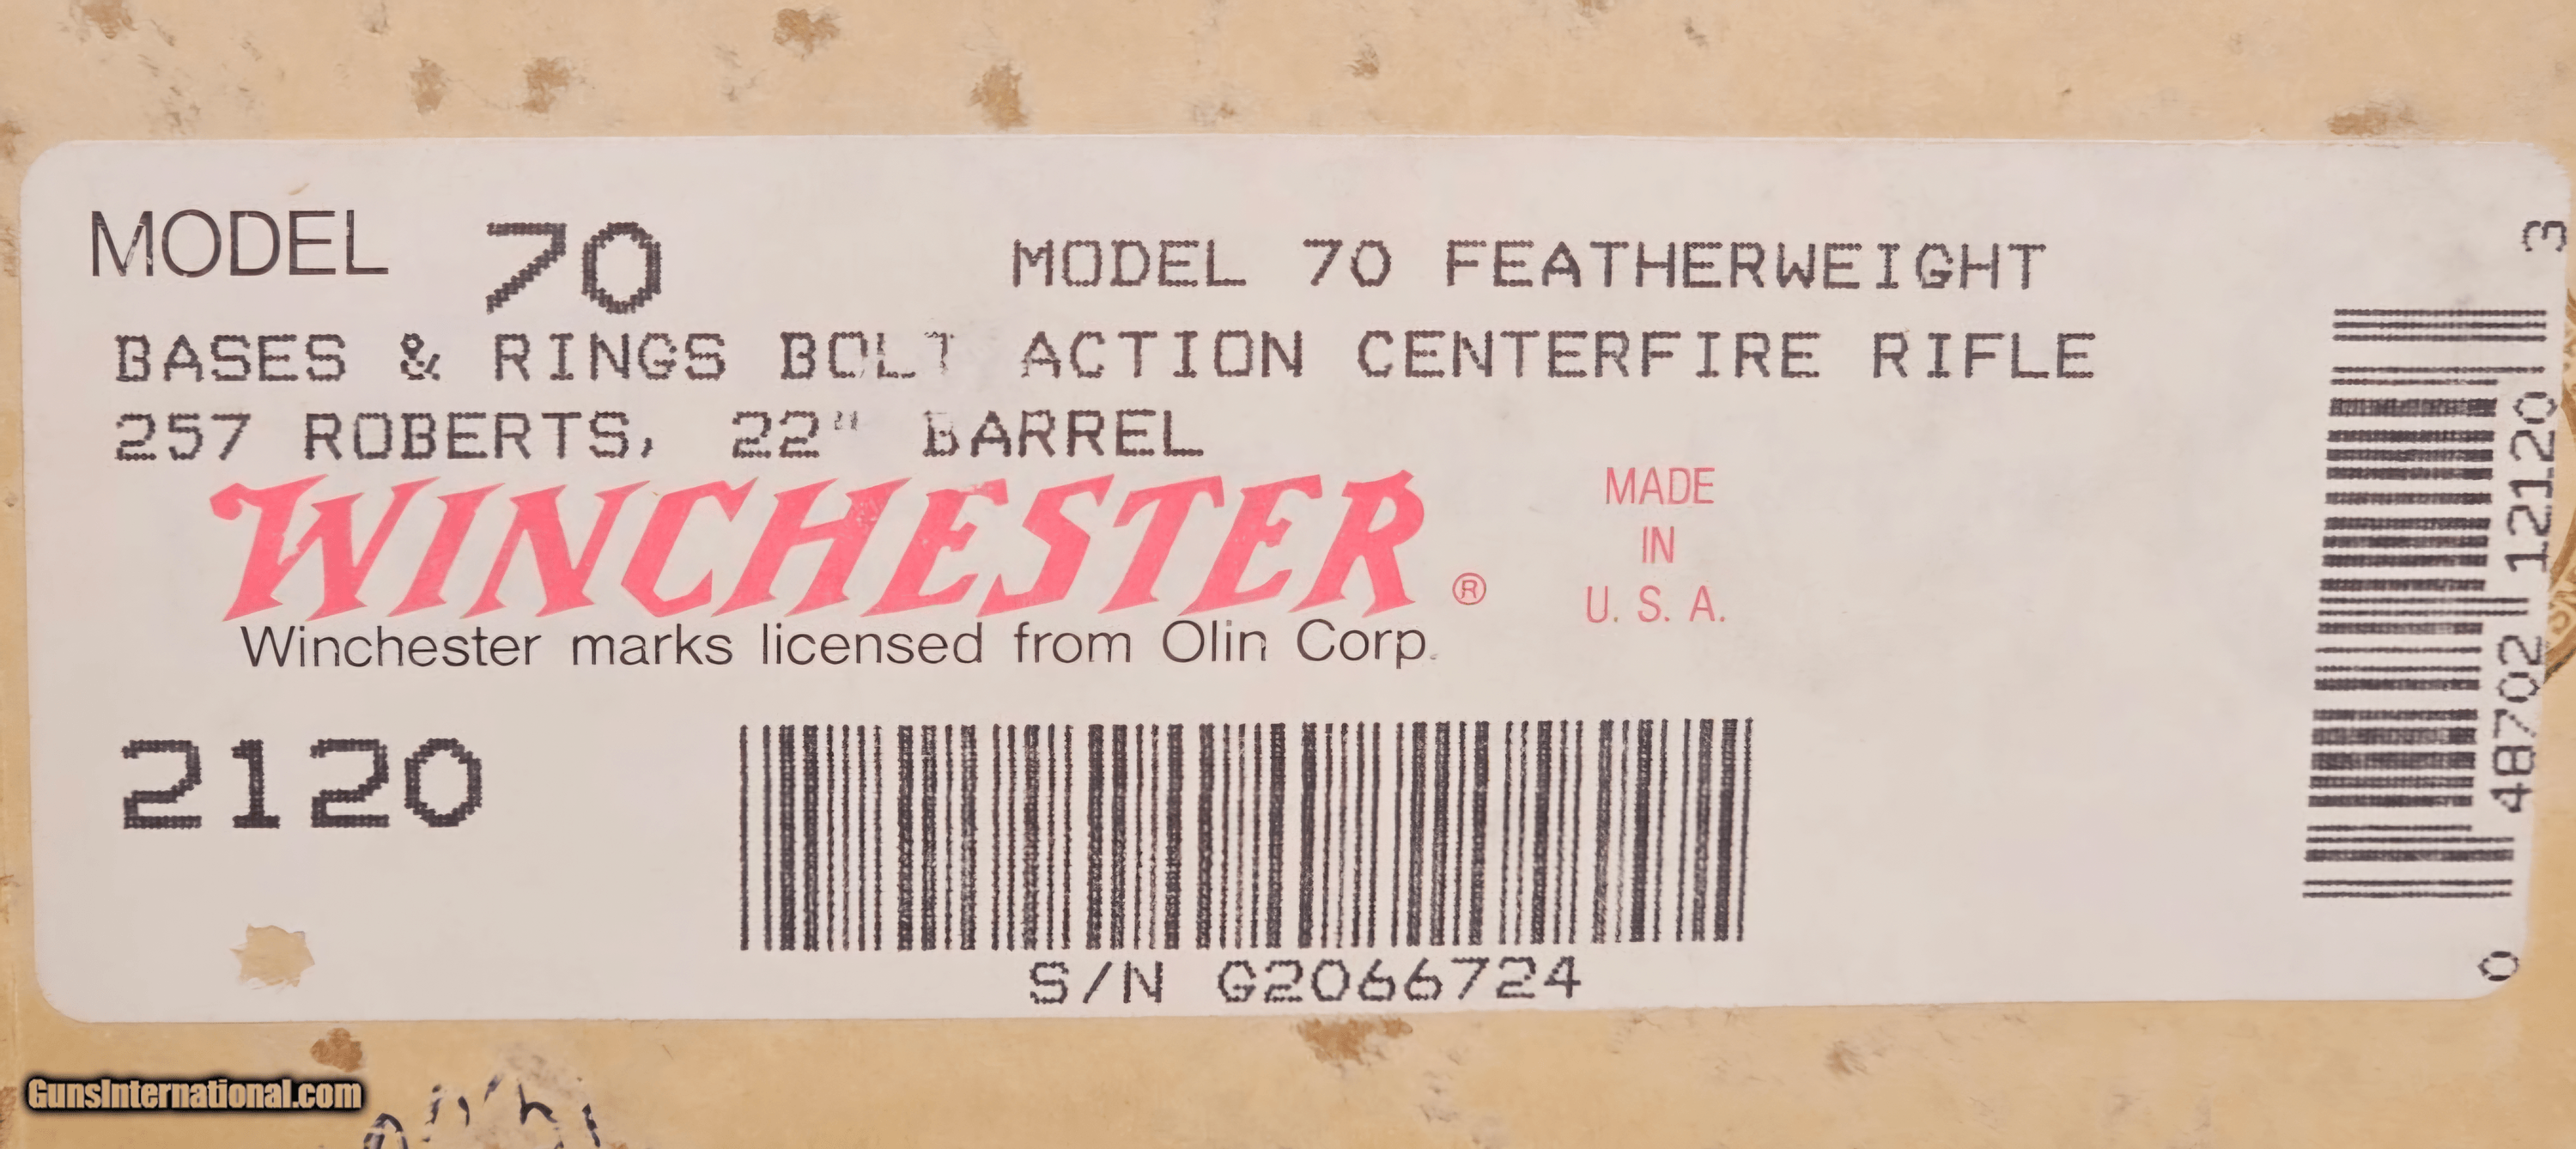 MODEL 70 MODEL 70 FEATHERWEIGHT
BASES & RINGS BOLT ACTION CENTERFIRE RIFLE
257 ROBERTS, 22" BARREL
WINCHESTER ®
MADE
IN
U. S. A.
Winchester marks licensed from Olin Corp.
2120
S/N G2066724
0 48702 12120 3
GunsInternational.com